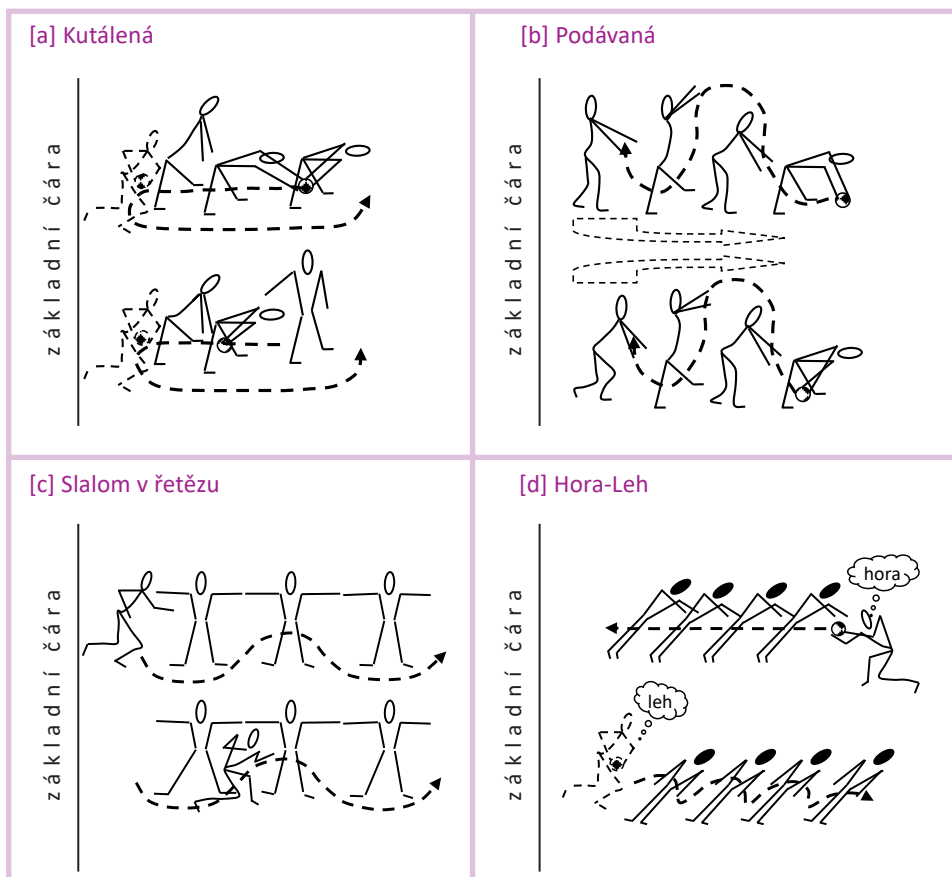 [a] Kutálená
základní čára
[b] Podávaná
základní čára
[c] Slalom v řetězu
základní čára
[d] Hora-Leh
základní čára
hora
leh